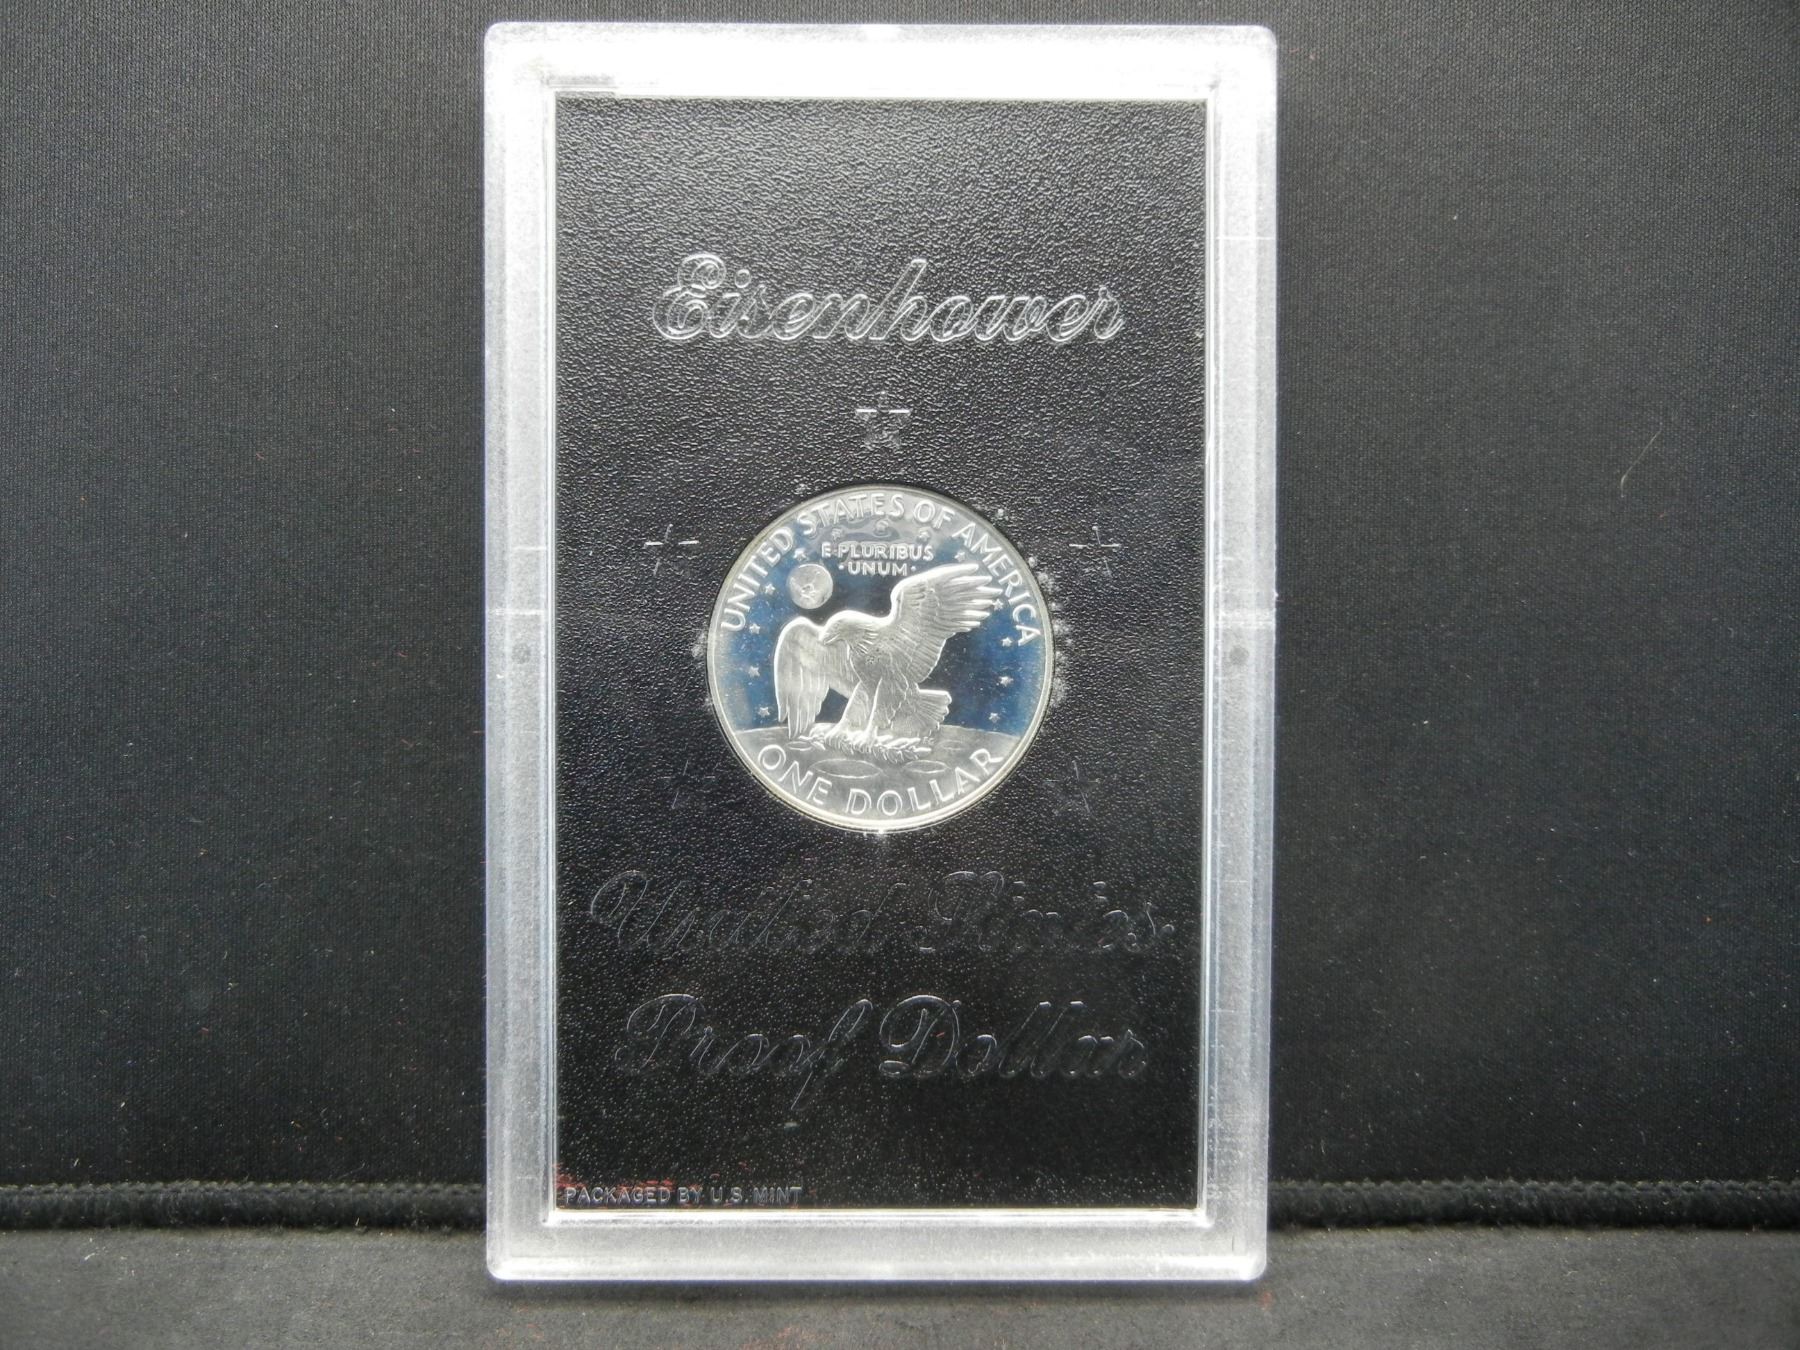 Eisenhower
UNITED STATES OF AMERICA
E·PLURIBUS
·UNUM·
ONE DOLLAR
United States
Proof Dollar
PACKAGED BY U.S. MINT